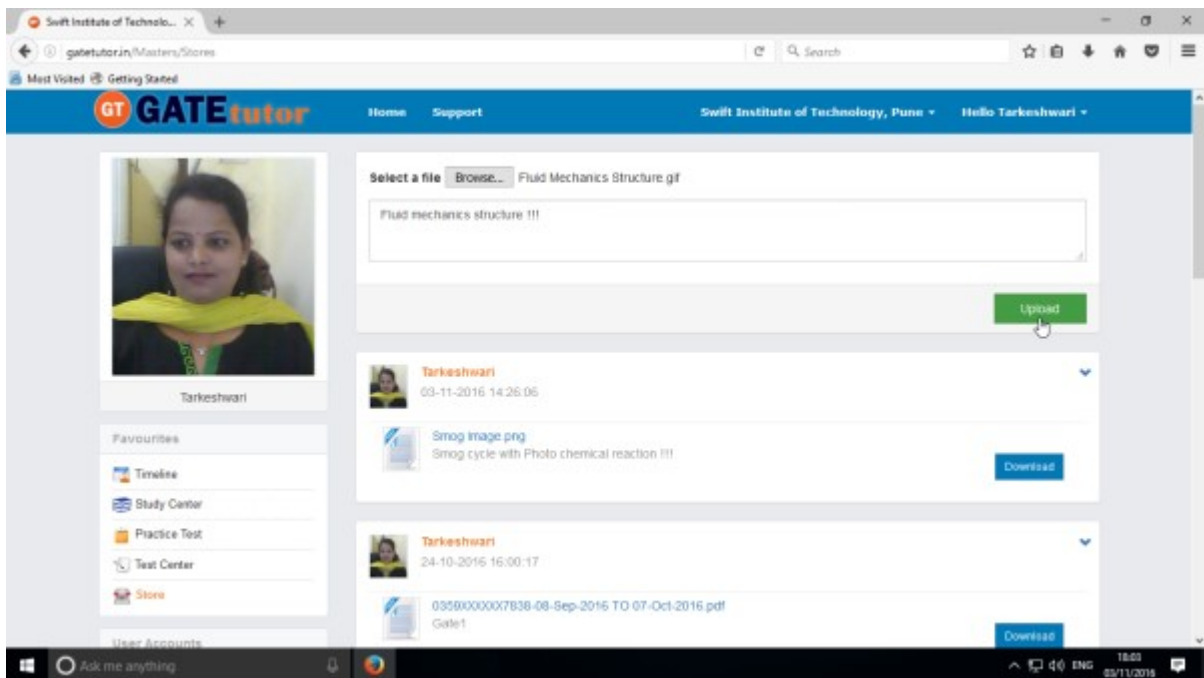 Swift Institute of Technolo...
gatetutor.in/Masters/Stores
Search
Most Visited Getting Started
GT GATEtutor Home Support Swift Institute of Technology, Pune Hello Tarkeshwari
Select a file Browse... Fluid Mechanics Structure.gif
Fluid mechanics structure !!!
Upload
Tarkeshwari
Tarkeshwari
03-11-2016 14:26:06
Smog image.png
Smog cycle with Photo chemical reaction !!!!
Download
Favourites
Timeline
Study Center
Practice Test
Test Center
Store
User Accounts
Tarkeshwari
24-10-2016 16:00:17
0359XXXXXX7838-08-Sep-2016 TO 07-Oct-2016.pdf
Gate1
Download
Ask me anything
ENG
18:03
03/11/2016